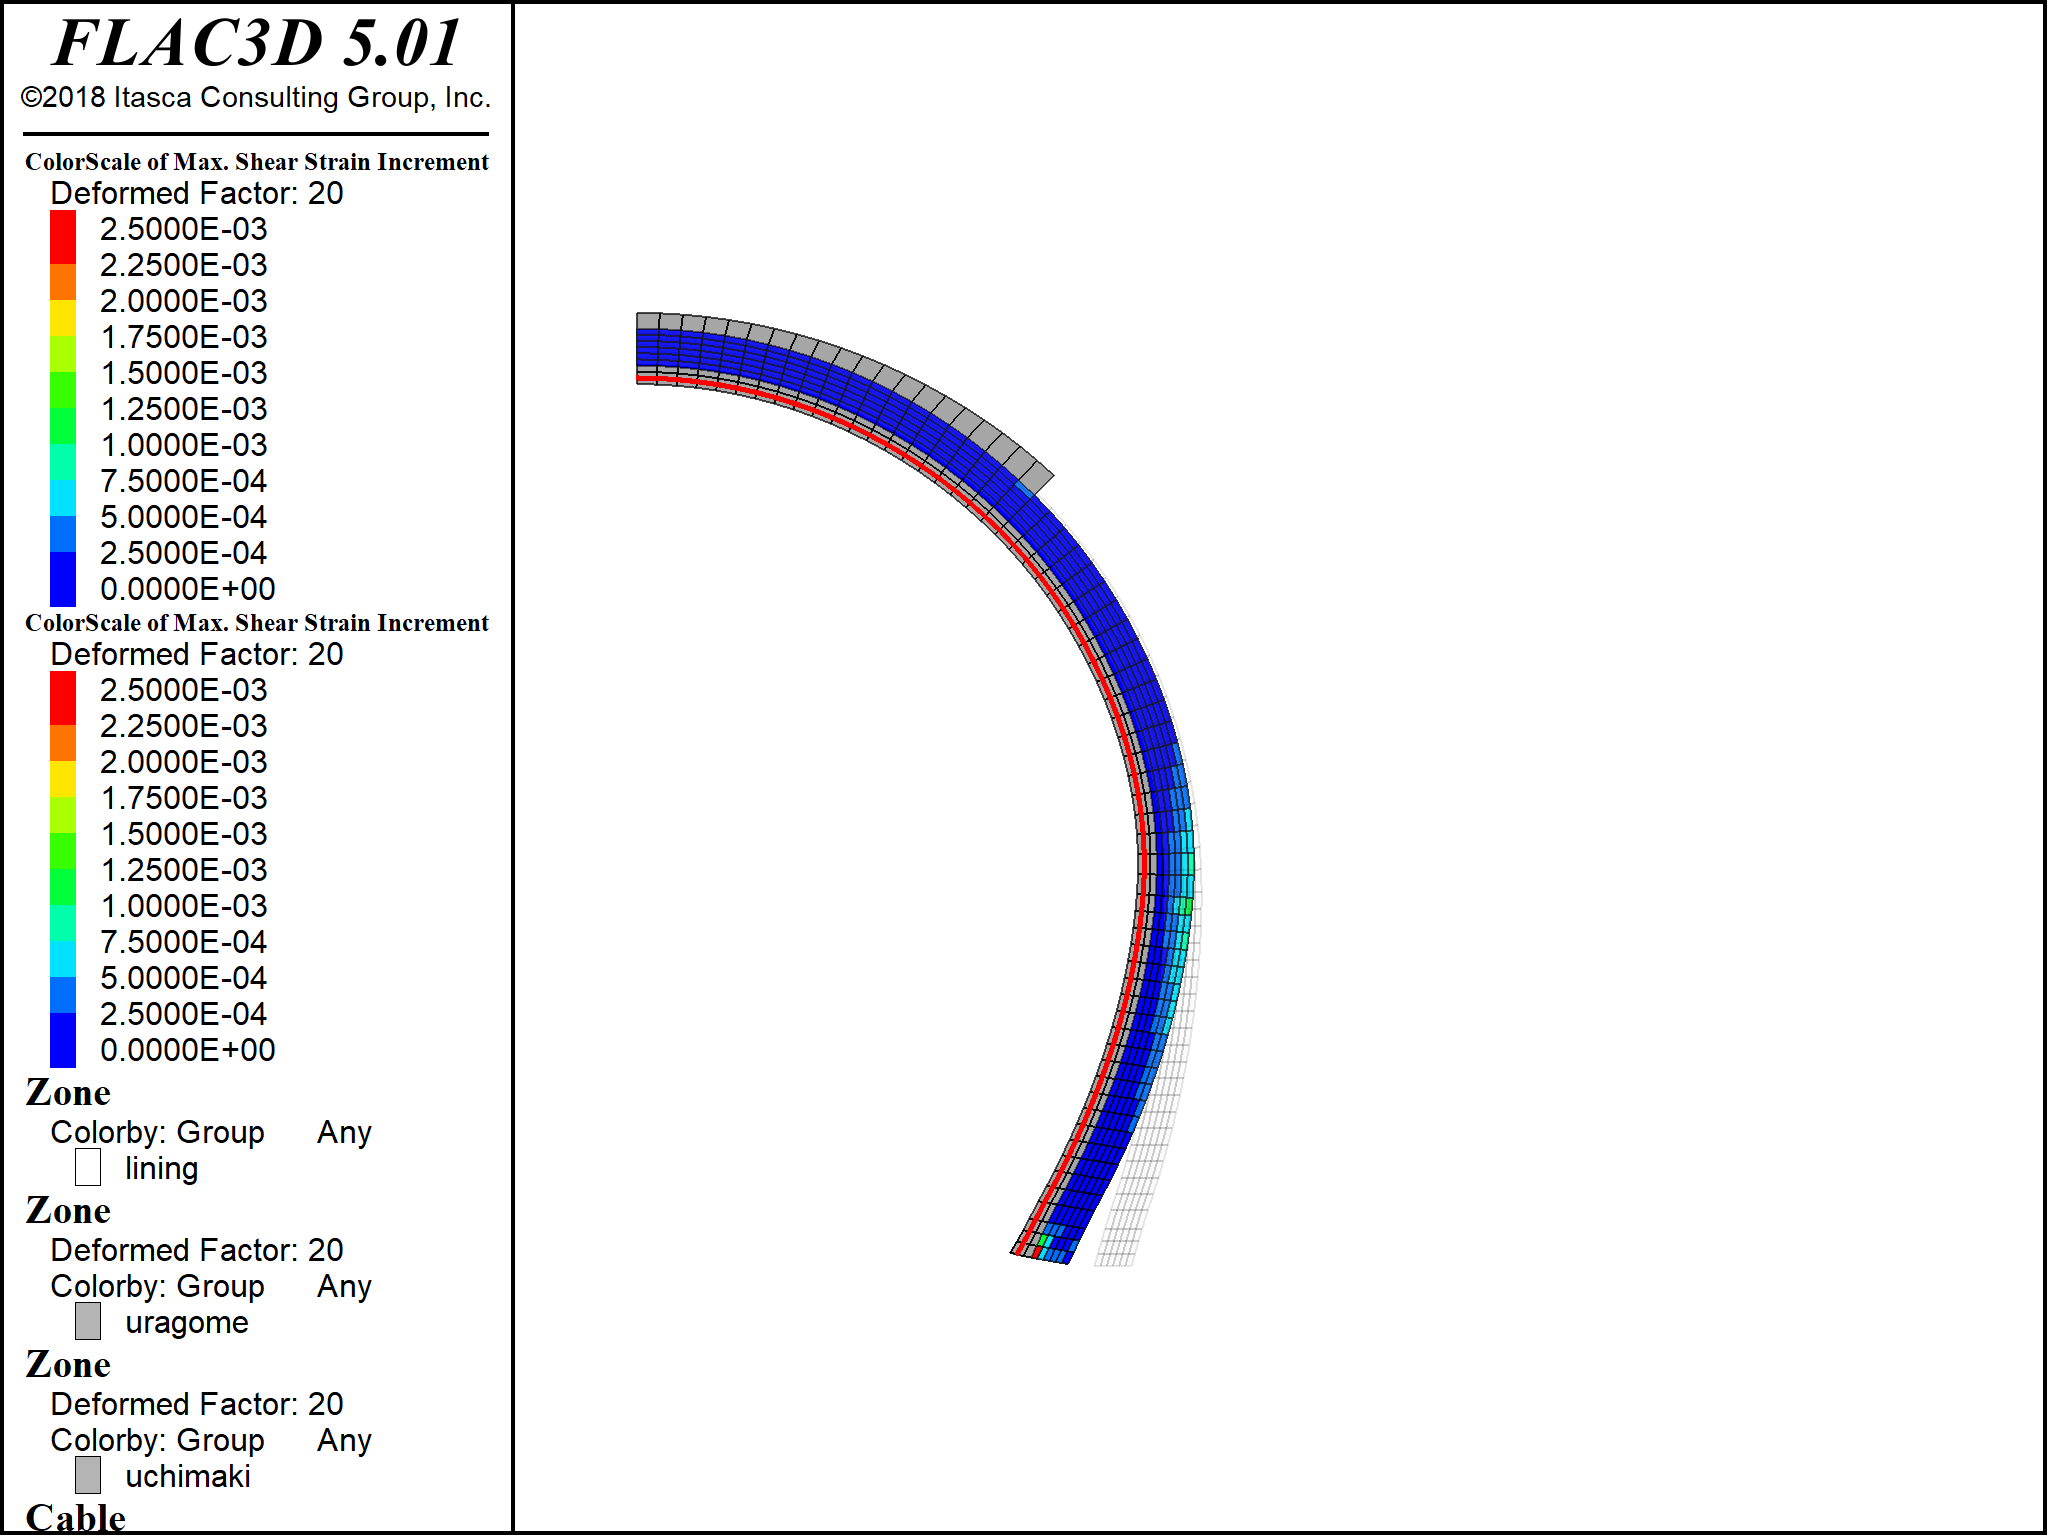 FLAC3D 5.01
©2018 Itasca Consulting Group, Inc.
ColorScale of Max. Shear Strain Increment
Deformed Factor: 20
2.5000E-03
2.2500E-03
2.0000E-03
1.7500E-03
1.5000E-03
1.2500E-03
1.0000E-03
7.5000E-04
5.0000E-04
2.5000E-04
0.0000E+00
ColorScale of Max. Shear Strain Increment
Deformed Factor: 20
2.5000E-03
2.2500E-03
2.0000E-03
1.7500E-03
1.5000E-03
1.2500E-03
1.0000E-03
7.5000E-04
5.0000E-04
2.5000E-04
0.0000E+00
Zone
Colorby: Group Any
lining
Zone
Deformed Factor: 20
Colorby: Group Any
uragome
Zone
Deformed Factor: 20
Colorby: Group Any
uchimaki
Cable